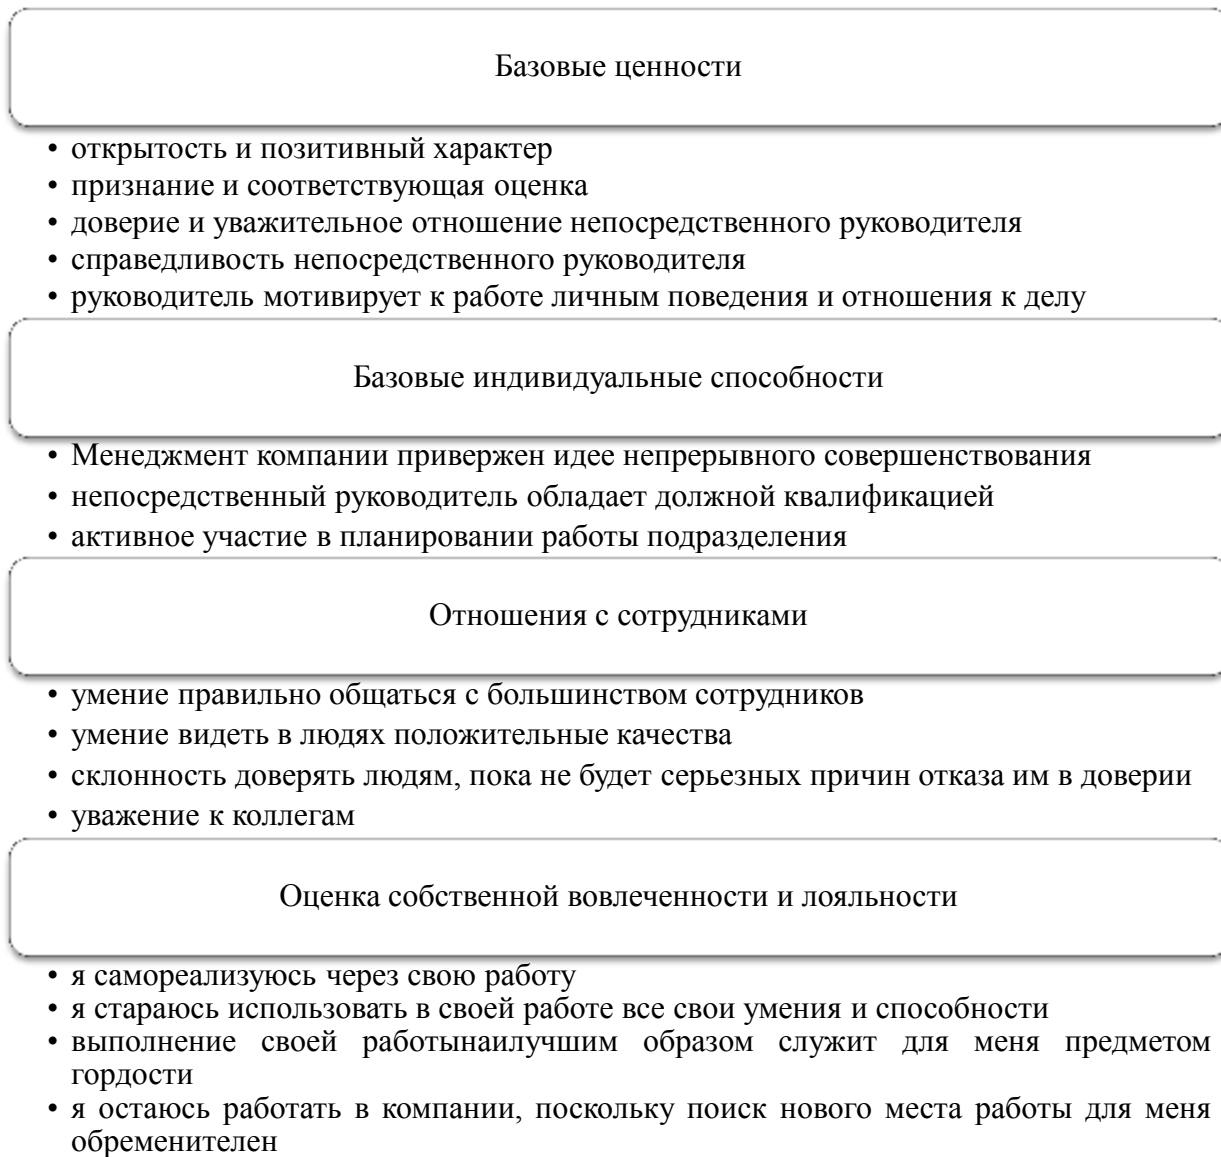 Базовые ценности
• открытость и позитивный характер
• признание и соответствующая оценка
• доверие и уважительное отношение непосредственного руководителя
• справедливость непосредственного руководителя
• руководитель мотивирует к работе личным поведения и отношения к делу
Базовые индивидуальные способности
• Менеджмент компании привержен идее непрерывного совершенствования
• непосредственный руководитель обладает должной квалификацией
• активное участие в планировании работы подразделения
Отношения с сотрудниками
• умение правильно общаться с большинством сотрудников
• умение видеть в людях положительные качества
• склонность доверять людям, пока не будет серьезных причин отказа им в доверии
• уважение к коллегам
Оценка собственной вовлеченности и лояльности
• я самореализуюсь через свою работу
• я стараюсь использовать в своей работе все свои умения и способности
• выполнение своей работынаилучшим образом служит для меня предметом
гордости
• я остаюсь работать в компании, поскольку поиск нового места работы для меня
обременителен